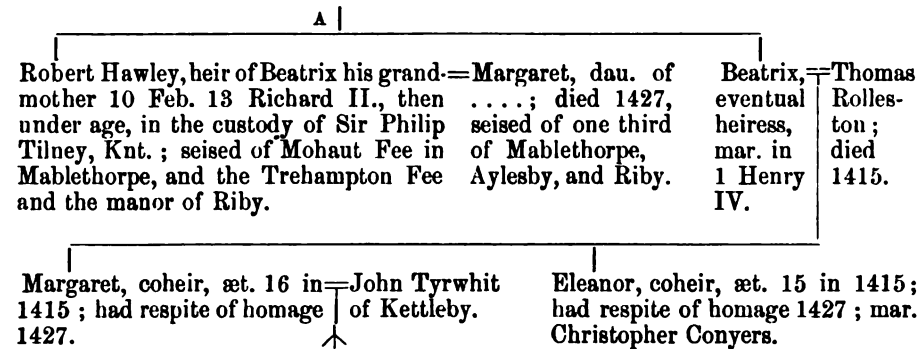 A
Robert Hawley, heir of Beatrix his grand-=Margaret, dau. of
mother 10 Feb. 13 Richard II., then
under age, in the custody of Sir Philip
Tilney, Knt. ; seised of Mohaut Fee in
Mablethorpe, and the Trehampton Fee
and the manor of Riby.
. . . . ; died 1427,
seised of one third
of Mablethorpe,
Aylesby, and Riby.
Beatrix,=Thomas
eventual
heiress,
mar. in
1 Henry
IV.
Rolles-
ton ;
died
1415.
Margaret, coheir, æt. 16 in=John Tyrwhit
1415 ; had respite of homage
1427.
of Kettleby.
Eleanor, coheir, æt. 15 in 1415;
had respite of homage 1427 ; mar.
Christopher Conyers.